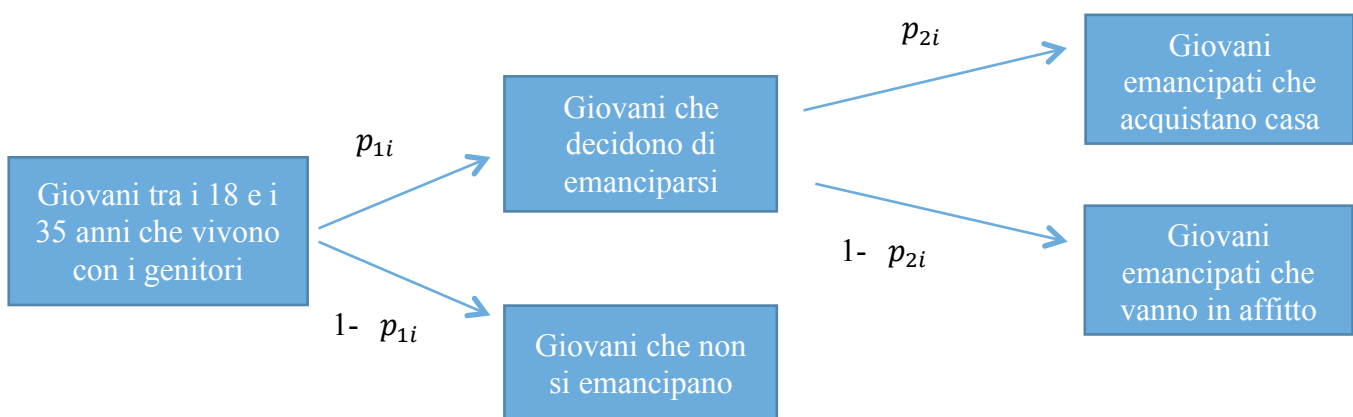 Giovani tra i 18 e i
35 anni che vivono
con i genitori
𝑝1𝑖
1- 𝑝1𝑖
Giovani che
decidono di
emanciparsi
Giovani che non
si emancipano
𝑝2𝑖
1- 𝑝2𝑖
Giovani
emancipati che
acquistano casa
Giovani
emancipati che
vanno in affitto